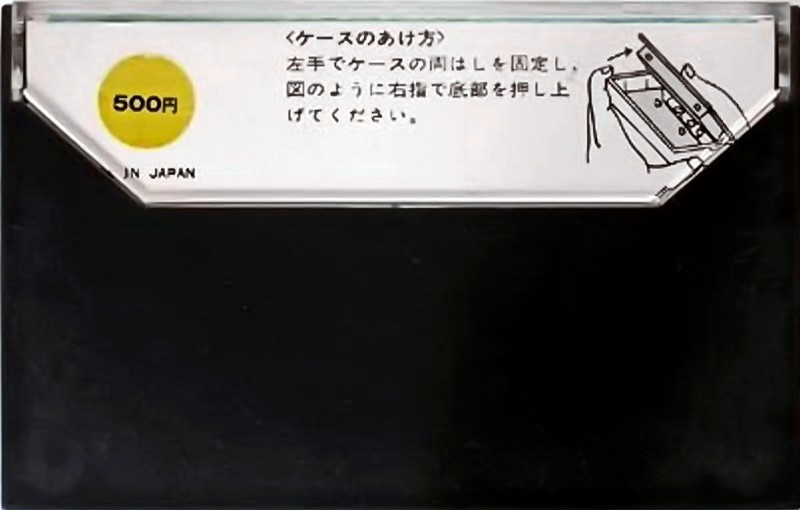 〈ケースのあけ方〉
左手でケースの両はしを固定し,
図のように右指で底部を押し上
げてください。
500円
IN JAPAN